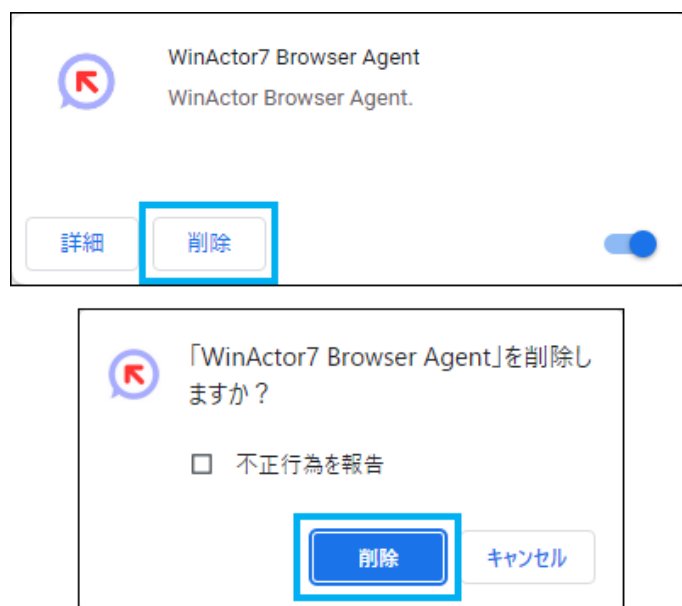 WinActor7 Browser Agent
WinActor Browser Agent.
詳細
削除
「WinActor7 Browser Agent」を削除し
ますか？
不正行為を報告
削除
キャンセル